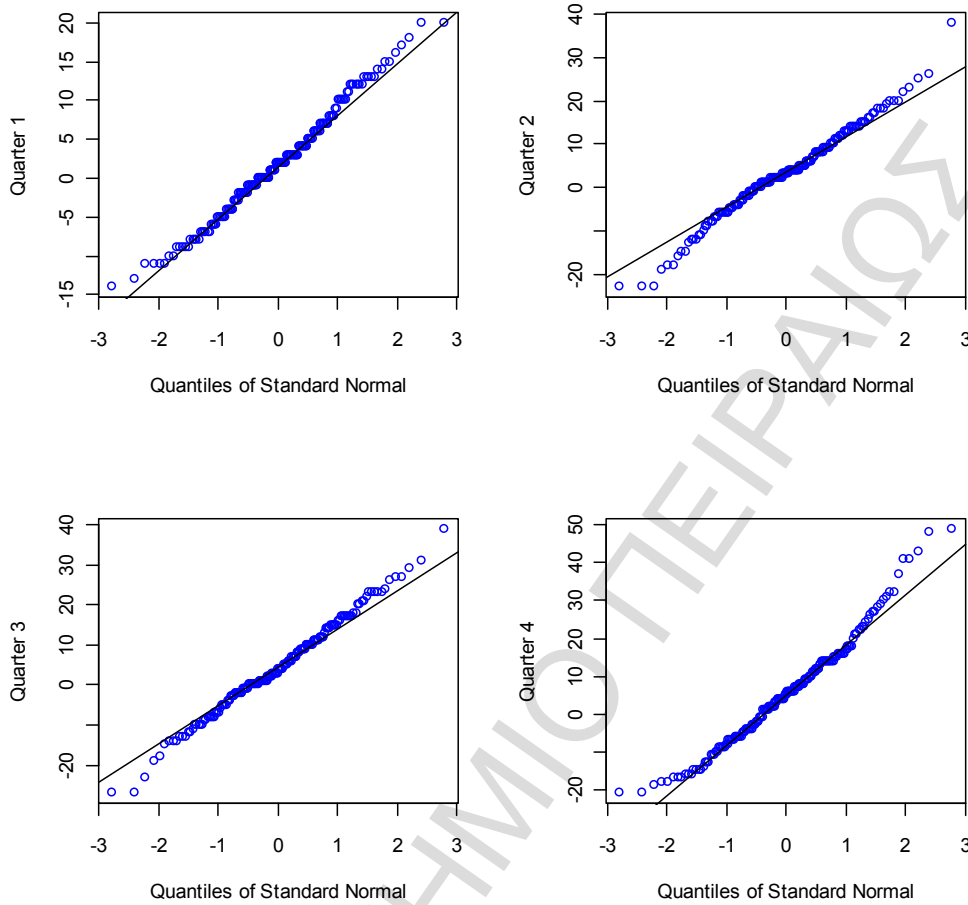 20
15
10
5
0
-5
-15
Quarter 1
-3 -2 -1 0 1 2 3
Quantiles of Standard Normal
40
30
20
10
0
-20
Quarter 2
-3 -2 -1 0 1 2 3
Quantiles of Standard Normal
40
30
20
10
0
-20
Quarter 3
-3 -2 -1 0 1 2 3
Quantiles of Standard Normal
50
40
30
20
10
0
-20
Quarter 4
-3 -2 -1 0 1 2 3
Quantiles of Standard Normal
ΗΜΙΟ ΠΕΙΡΑΙΩΣ